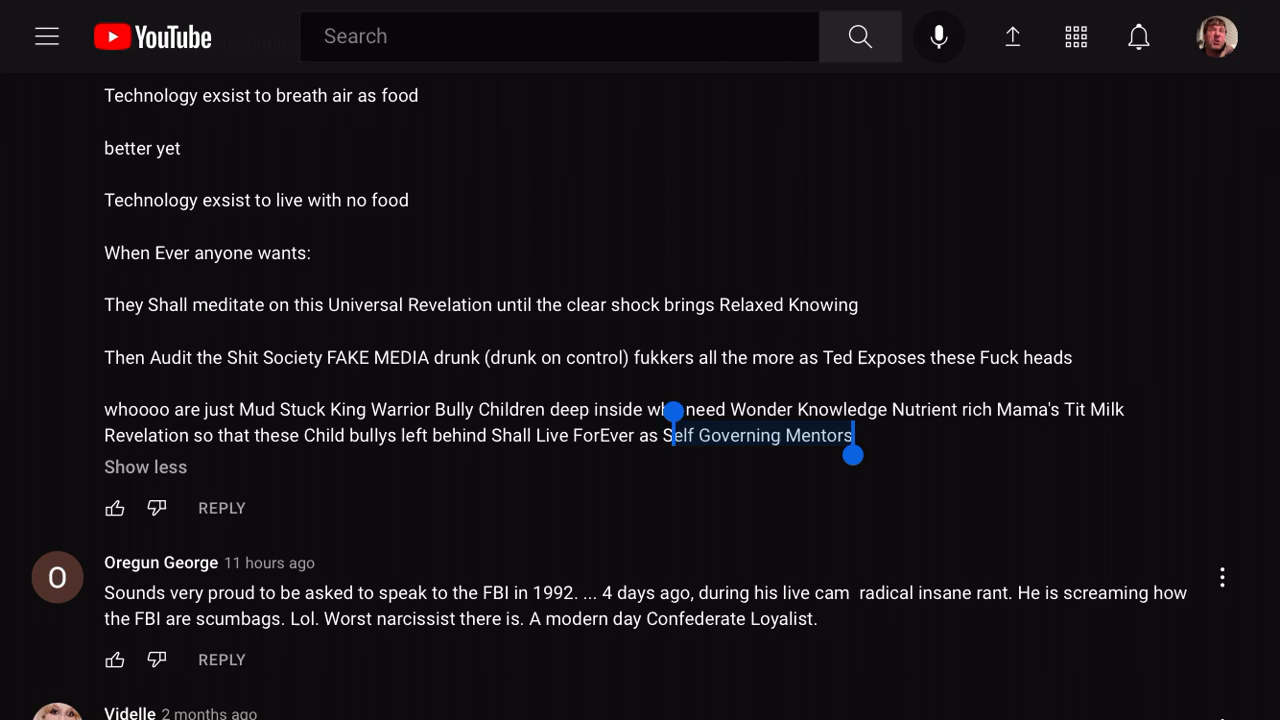 YouTube
Search
Technology exsist to breath air as food
better yet
Technology exsist to live with no food
When Ever anyone wants:
They Shall meditate on this Universal Revelation until the clear shock brings Relaxed Knowing
Then Audit the Shit Society FAKE MEDIA drunk (drunk on control) fukkers all the more as Ted Exposes these Fuck heads
whoooo are just Mud Stuck King Warrior Bully Children deep inside need Wonder Knowledge Nutrient rich Mama's Tit Milk
Revelation so that these Child bullys left behind Shall Live ForEver as Self Governing Mentors
Show less
REPLY
O
Oregun George 11 hours ago
Sounds very proud to be asked to speak to the FBI in 1992. ... 4 days ago, during his live cam radical insane rant. He is screaming how
the FBI are scumbags. Lol. Worst narcissist there is. A modern day Confederate Loyalist.
REPLY
Videlle 2 months ago